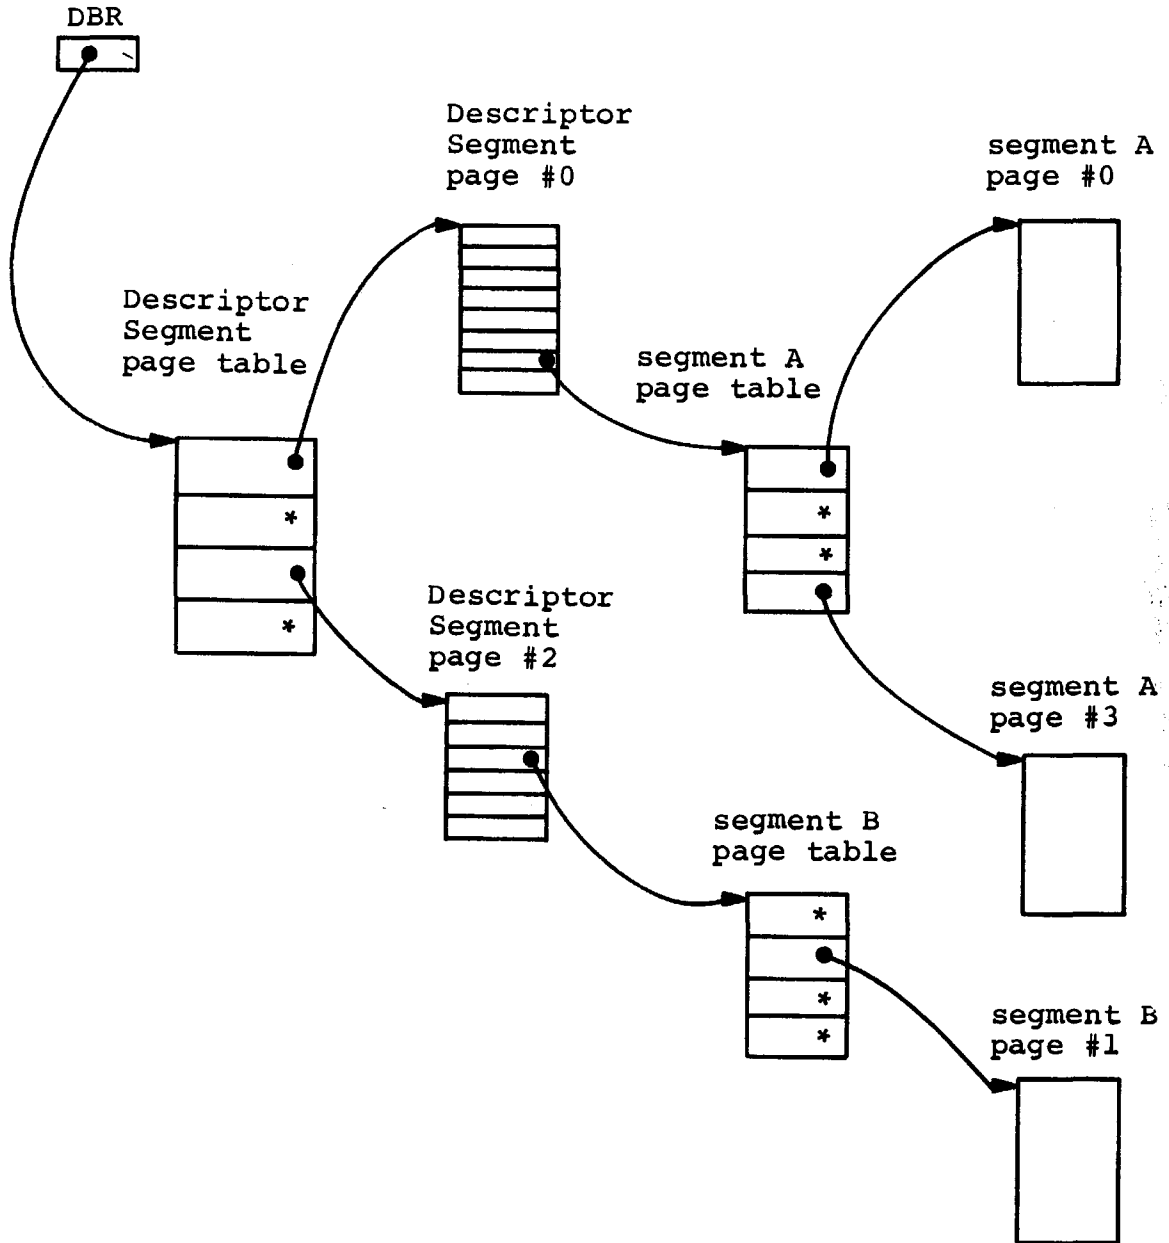 DBR
Descriptor
Segment
page #0
segment A
page #0
Descriptor
Segment
page table
segment A
page table
*
*
*
*
Descriptor
Segment
page #2
segment A
page #3
segment B
page table
*
*
*
segment B
page #1